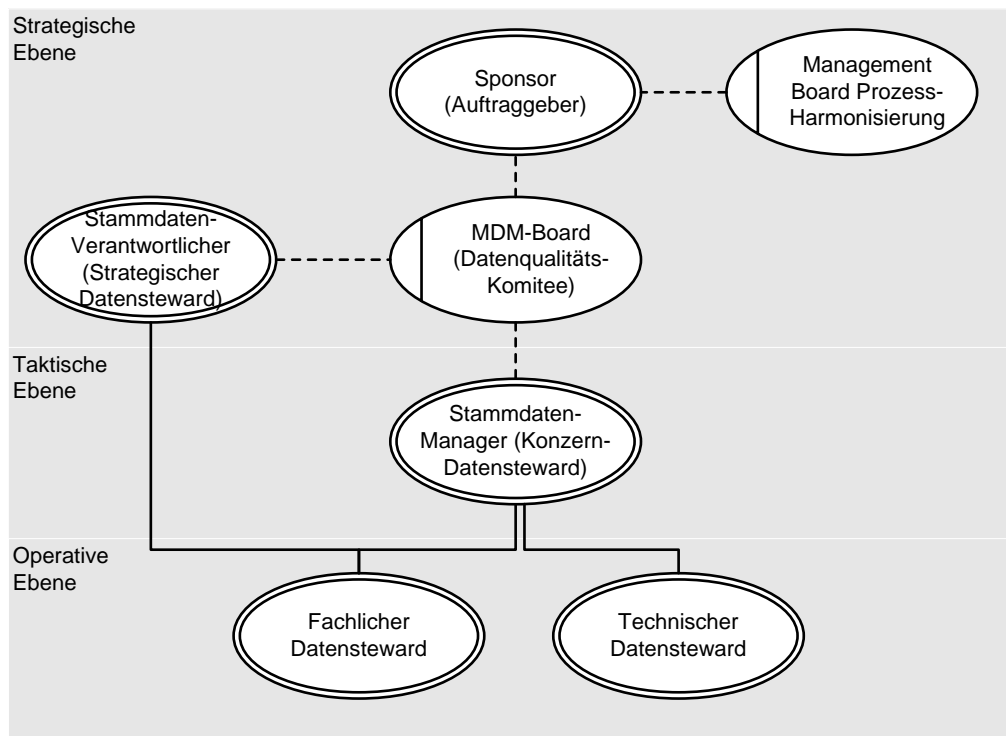 Strategische
Ebene
Sponsor
(Auftraggeber)
Management
Board Prozess-
Harmonisierung
Stammdaten-
Verantwortlicher
(Strategischer
Datensteward)
MDM-Board
(Datenqualitäts-
Komitee)
Taktische
Ebene
Stammdaten-
Manager (Konzern-
Datensteward)
Operative
Ebene
Fachlicher
Datensteward
Technischer
Datensteward